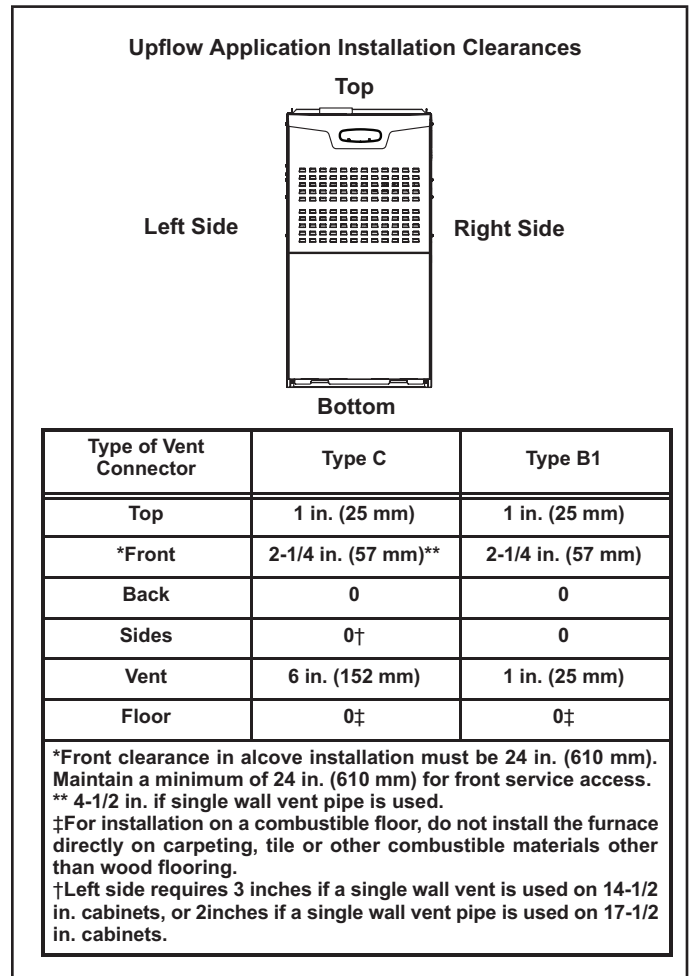 Upflow Application Installation Clearances
Top
Left Side
Right Side
Bottom
Type of Vent Connector Type C Type B1
Top 1 in. (25 mm) 1 in. (25 mm)
*Front 2-1/4 in. (57 mm)** 2-1/4 in. (57 mm)
Back 0 0
Sides 0† 0
Vent 6 in. (152 mm) 1 in. (25 mm)
Floor 0‡ 0‡
*Front clearance in alcove installation must be 24 in. (610 mm).
Maintain a minimum of 24 in. (610 mm) for front service access.
** 4-1/2 in. if single wall vent pipe is used.
‡For installation on a combustible floor, do not install the furnace
directly on carpeting, tile or other combustible materials other
than wood flooring.
†Left side requires 3 inches if a single wall vent is used on 14-1/2
in. cabinets, or 2inches if a single wall vent pipe is used on 17-1/2
in. cabinets.